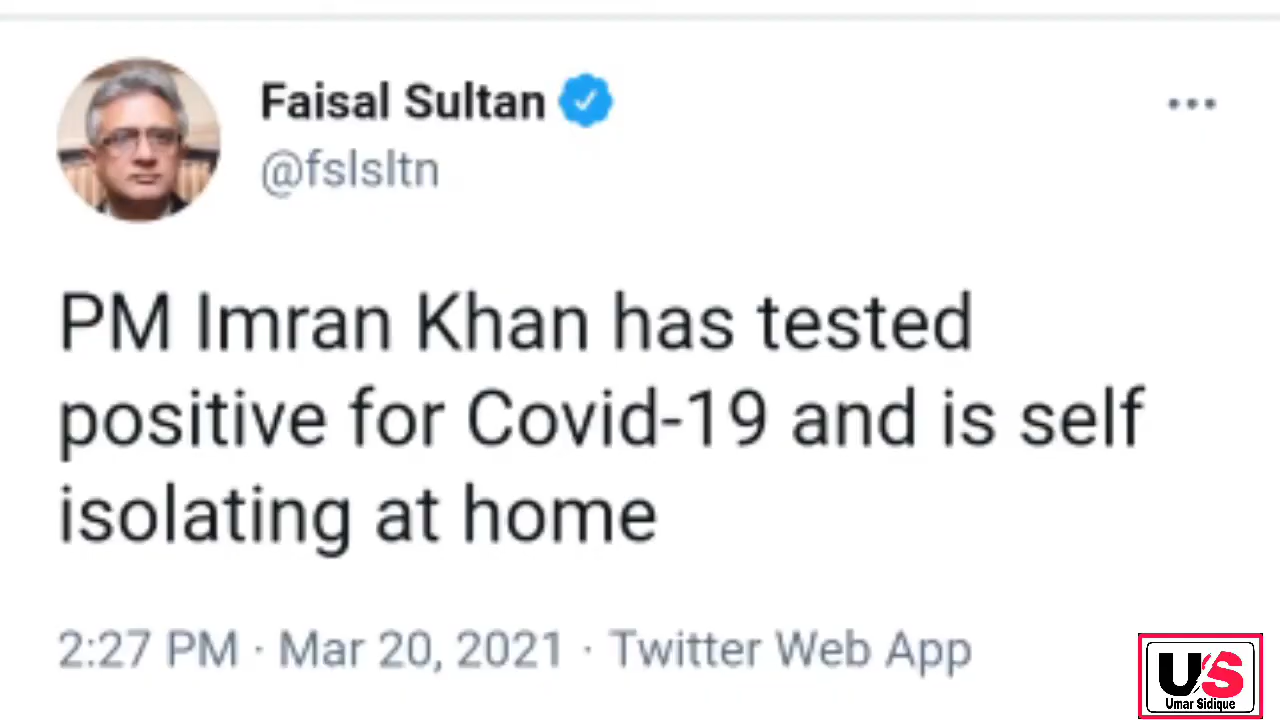 Faisal Sultan
@fslsltn
PM Imran Khan has tested
positive for Covid-19 and is self
isolating at home
2:27 PM · Mar 20, 2021 · Twitter Web App
US
Umar Sidique